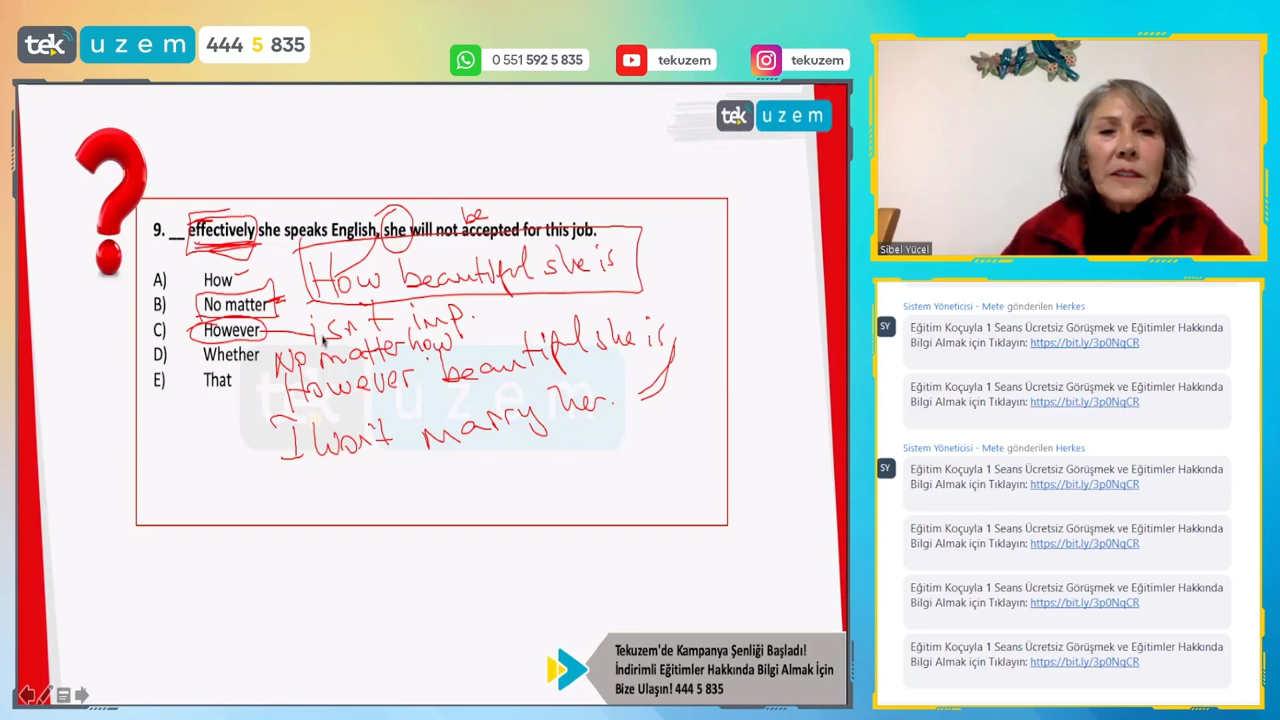 tek uzem 444 5 835
0 551 592 5 835 tekuzem tekuzem
tek uzem
be
9. __ effectively she speaks English, she will not accepted for this job.
How beautiful she is
A) How
B) No matter
isn't imp.
C) However
No matter how
D) Whether
However beautiful she is
E) That
I won't marry her.
tek uzem
Tekuzem'de Kampanya Şenliği Başladı!
İndirimli Eğitimler Hakkında Bilgi Almak İçin
Bize Ulaşın! 444 5 835
Sibel Yücel
Sistem Yöneticisi - Mete gönderilen Herkes
SY
Eğitim Koçuyla 1 Seans Ücretsiz Görüşmek ve Eğitimler Hakkında
Bilgi Almak için Tıklayın: https://bit.ly/3p0NqCR
Eğitim Koçuyla 1 Seans Ücretsiz Görüşmek ve Eğitimler Hakkında
Bilgi Almak için Tıklayın: https://bit.ly/3p0NqCR
Sistem Yöneticisi - Mete gönderilen Herkes
SY
Eğitim Koçuyla 1 Seans Ücretsiz Görüşmek ve Eğitimler Hakkında
Bilgi Almak için Tıklayın: https://bit.ly/3p0NqCR
Eğitim Koçuyla 1 Seans Ücretsiz Görüşmek ve Eğitimler Hakkında
Bilgi Almak için Tıklayın: https://bit.ly/3p0NqCR
Eğitim Koçuyla 1 Seans Ücretsiz Görüşmek ve Eğitimler Hakkında
Bilgi Almak için Tıklayın: https://bit.ly/3p0NqCR
Eğitim Koçuyla 1 Seans Ücretsiz Görüşmek ve Eğitimler Hakkında
Bilgi Almak için Tıklayın: https://bit.ly/3p0NqCR